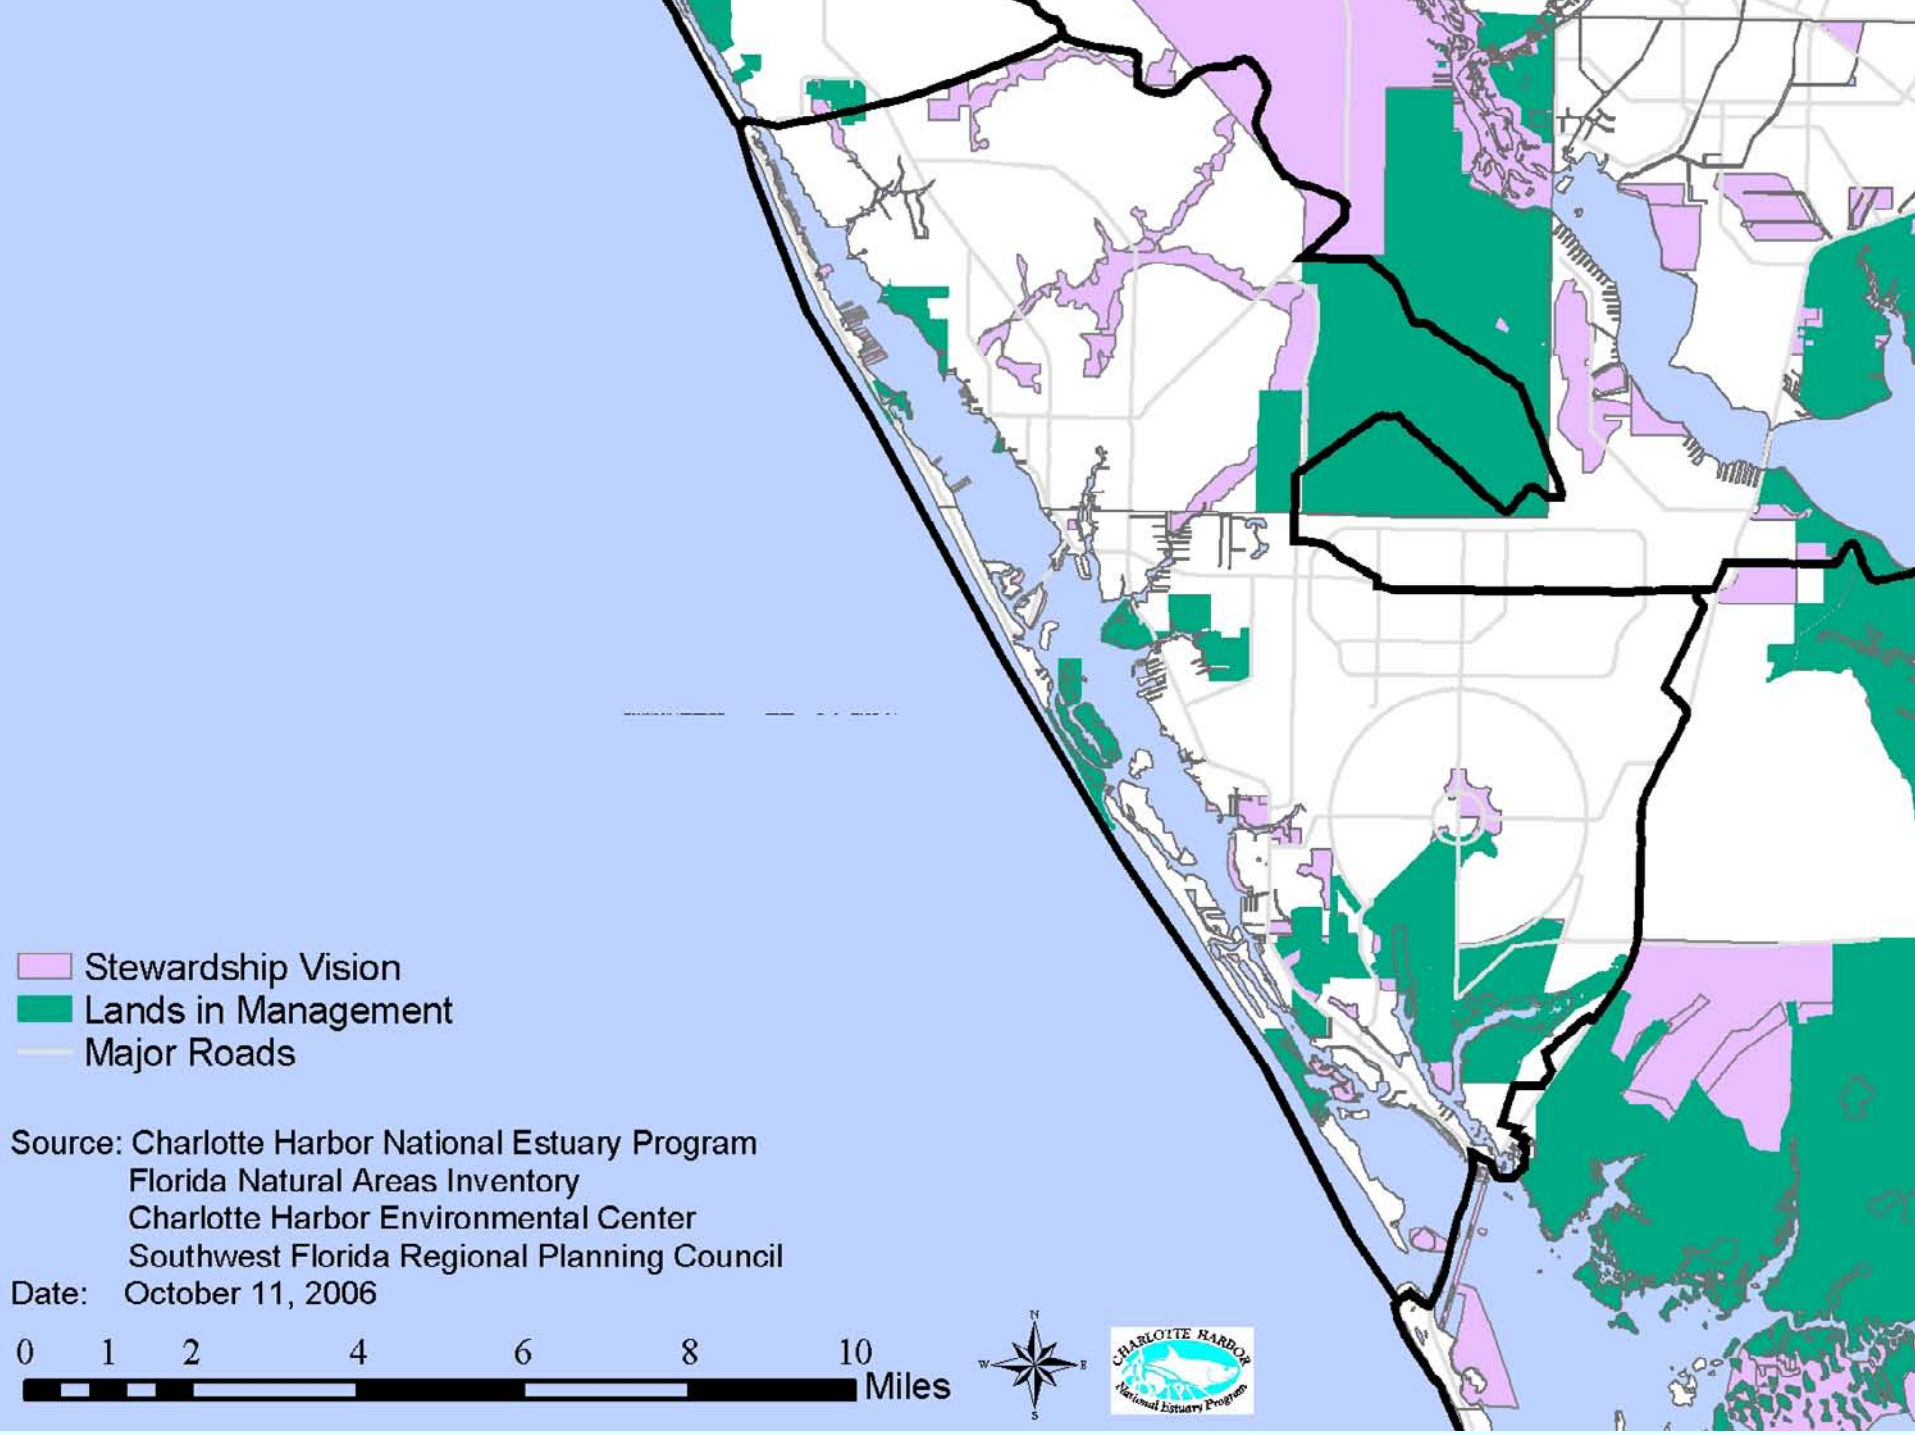 Stewardship Vision
Lands in Management
Major Roads
Source: Charlotte Harbor National Estuary Program
Florida Natural Areas Inventory
Charlotte Harbor Environmental Center
Southwest Florida Regional Planning Council
Date: October 11, 2006
0 1 2 4 6 8 10
Miles
N
W E
S
CHARLOTTE HARBOR
National Estuary Program